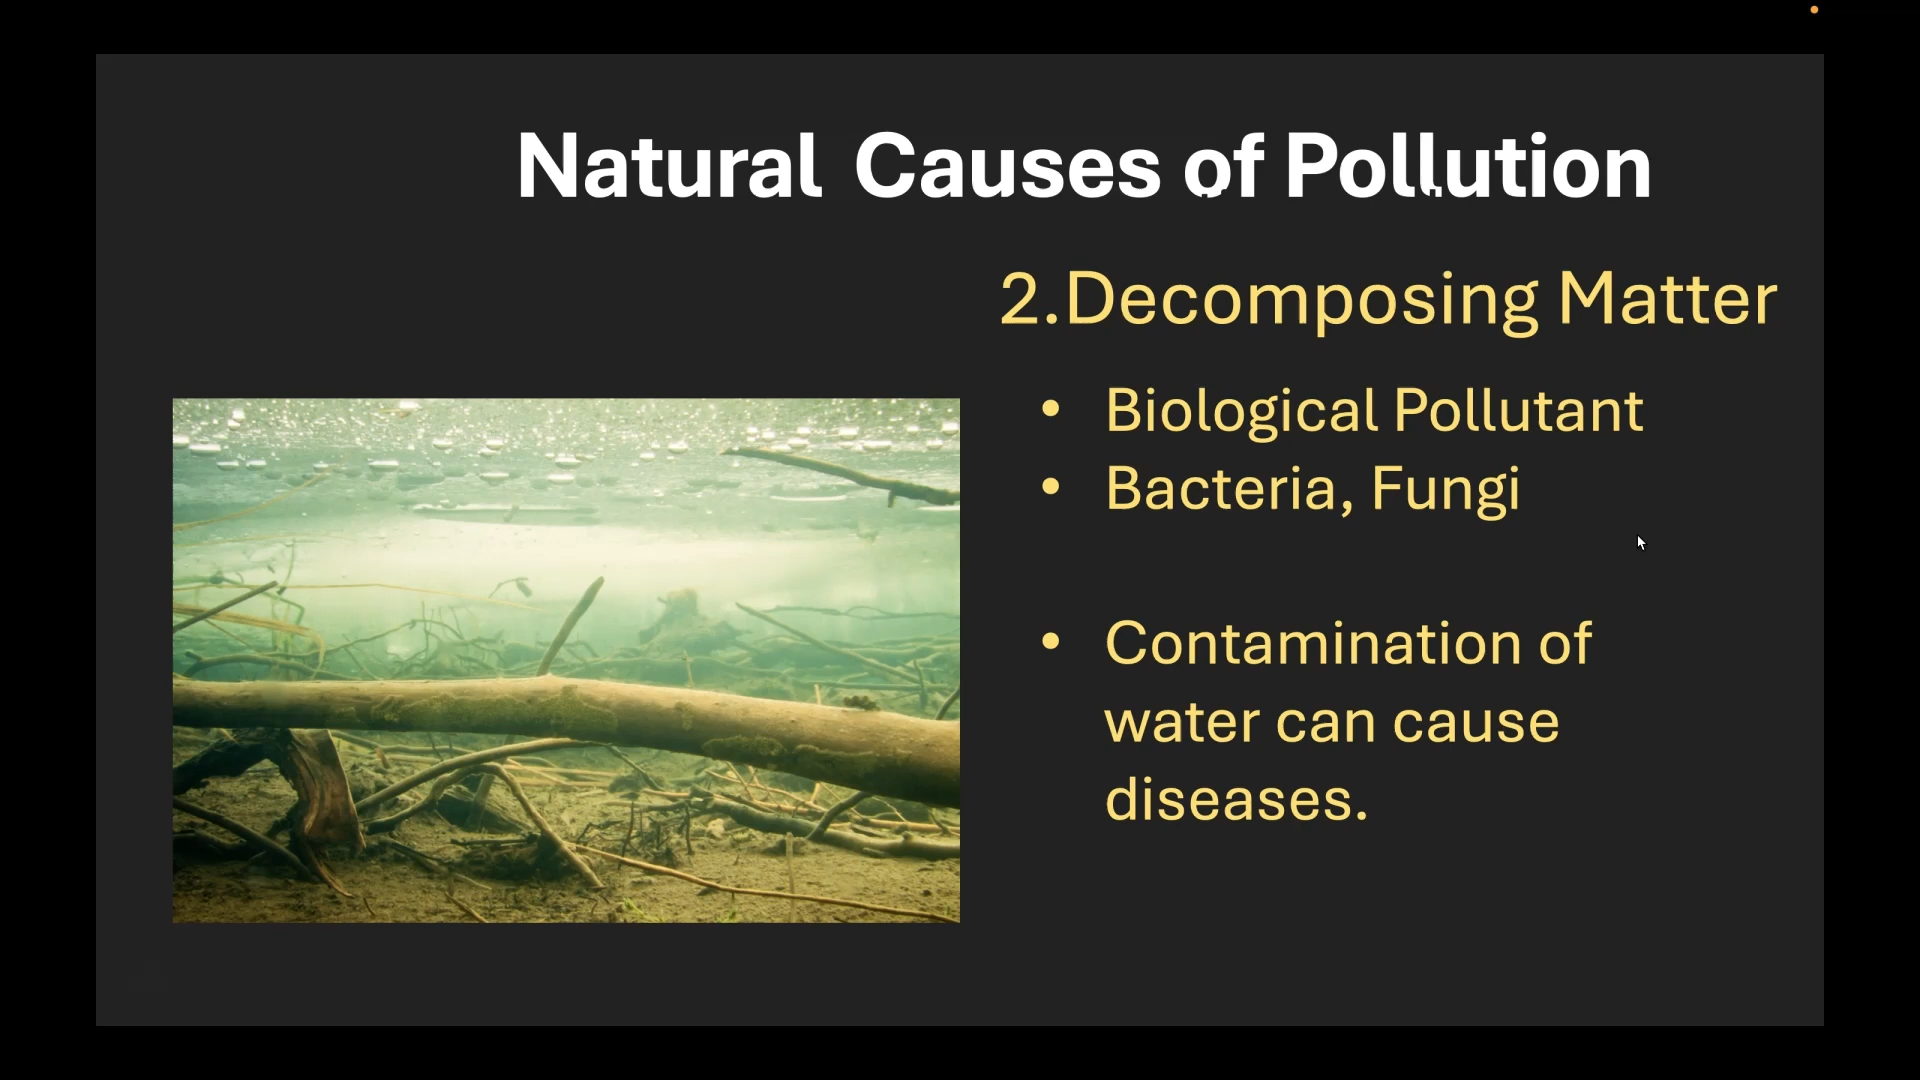 Natural Causes of Pollution
2.Decomposing Matter
• Biological Pollutant
• Bacteria, Fungi
• Contamination of
water can cause
diseases.